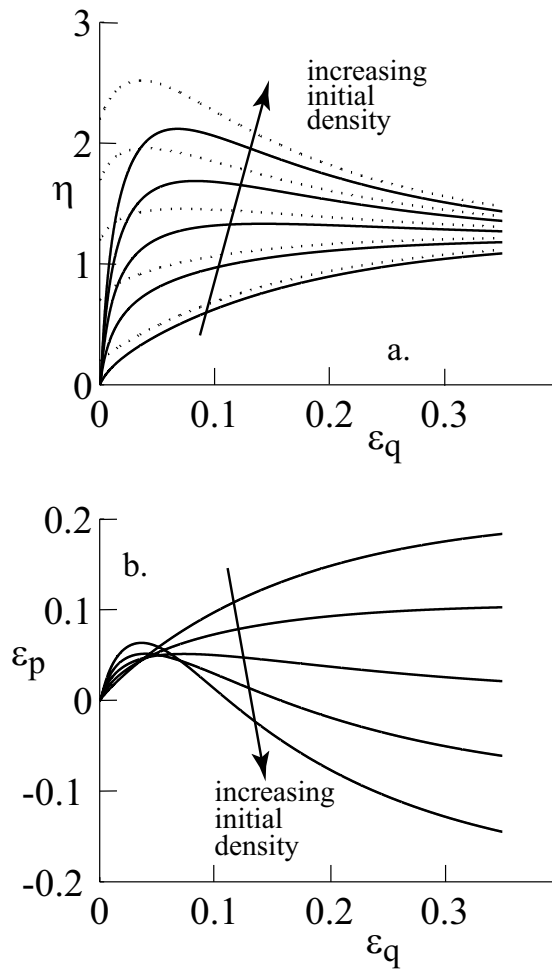 3
increasing
initial
density
2
η
1
a.
0
0 0.1 0.2 0.3
εq
0.2
b.
0.1
εp
0
increasing
initial
density
-0.1
-0.2
0 0.1 0.2 0.3
εq